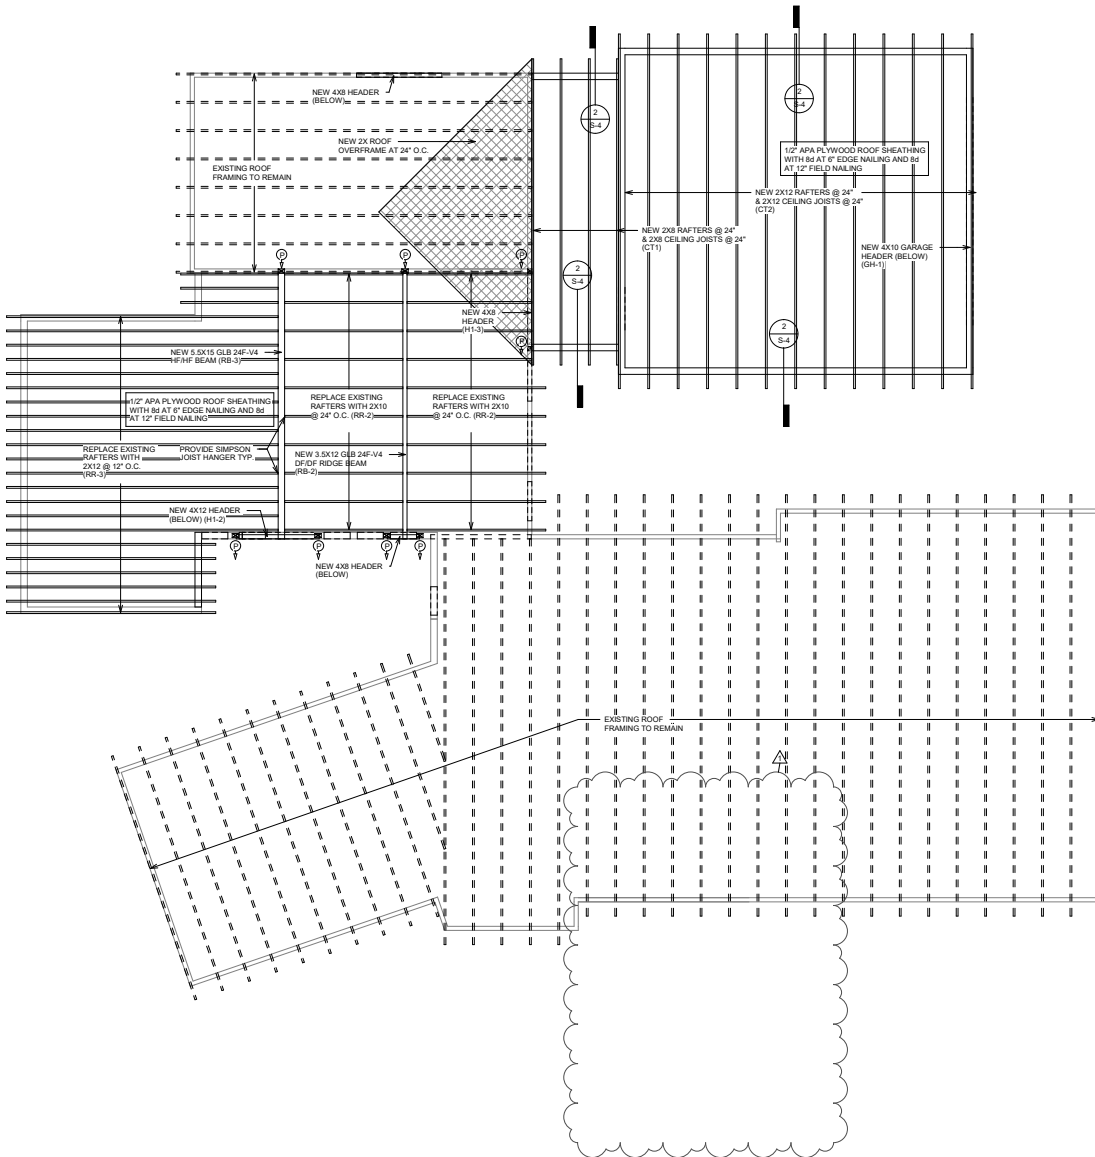 NEW 4X8 HEADER
(BELOW)
NEW 2X ROOF
OVERFRAME AT 24" O.C.
EXISTING ROOF
FRAMING TO REMAIN
2
S-4
2
S-4
1/2" APA PLYWOOD ROOF SHEATHING
WITH 8d AT 6" EDGE NAILING AND 8d
AT 12" FIELD NAILING
NEW 2X12 RAFTERS @ 24"
& 2X12 CEILING JOISTS @ 24"
(CT2)
NEW 2X8 RAFTERS @ 24"
& 2X8 CEILING JOISTS @ 24"
(CT1)
NEW 4X10 GARAGE
HEADER (BELOW)
(GH-1)
P
P
P
2
S-4
NEW 4X8
HEADER
(H1-3)
2
S-4
P
NEW 5.5X15 GLB 24F-V4
HF/HF BEAM (RB-3)
1/2" APA PLYWOOD ROOF SHEATHING
WITH 8d AT 6" EDGE NAILING AND 8d
AT 12" FIELD NAILING
REPLACE EXISTING
RAFTERS WITH 2X10
@ 24" O.C. (RR-2)
REPLACE EXISTING
RAFTERS WITH 2X10
@ 24" O.C. (RR-2)
REPLACE EXISTING
RAFTERS WITH
2X12 @ 12" O.C.
(RR-3)
PROVIDE SIMPSON
JOIST HANGER TYP.
NEW 3.5X12 GLB 24F-V4
DF/DF RIDGE BEAM
(RB-2)
NEW 4X12 HEADER
(BELOW) (H1-2)
P
P
P
P
NEW 4X8 HEADER
(BELOW)
EXISTING ROOF
FRAMING TO REMAIN
1